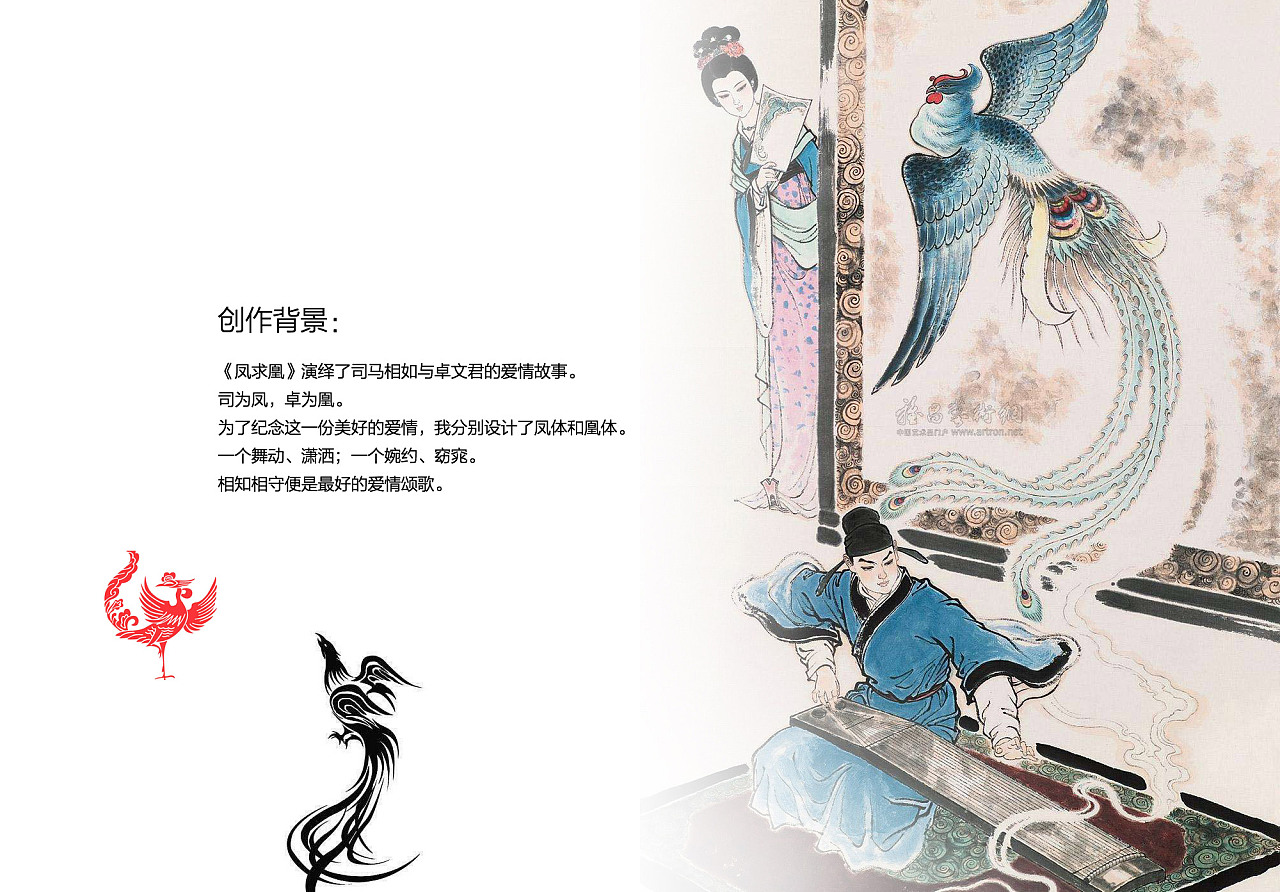 创作背景：
《凤求凰》演绎了司马相如与卓文君的爱情故事。
司为凤，卓为凰。
为了纪念这一份美好的爱情，我分别设计了凤体和凰体。
一个舞动、潇洒；一个婉约、窈窕。
相知相守便是最好的爱情颂歌。
雅昌艺术网
中国艺术品门户 www.artron.net